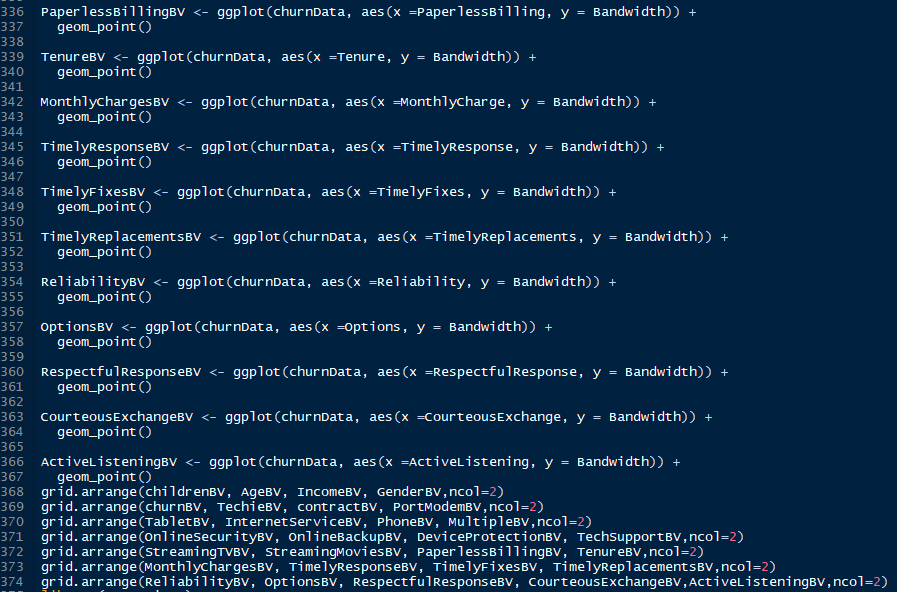 336 PaperlessBillingBV <- ggplot(churnData, aes(x =PaperlessBilling, y = Bandwidth)) +
337 geom_point()
338
339 TenureBV <- ggplot(churnData, aes(x =Tenure, y = Bandwidth)) +
340 geom_point()
341
342 MonthlyChargesBV <- ggplot(churnData, aes(x =MonthlyCharge, y = Bandwidth)) +
343 geom_point()
344
345 TimelyResponseBV <- ggplot(churnData, aes(x =TimelyResponse, y = Bandwidth)) +
346 geom_point()
347
348 TimelyFixesBV <- ggplot(churnData, aes(x =TimelyFixes, y = Bandwidth)) +
349 geom_point()
350
351 TimelyReplacementsBV <- ggplot(churnData, aes(x =TimelyReplacements, y = Bandwidth)) +
352 geom_point()
353
354 ReliabilityBV <- ggplot(churnData, aes(x =Reliability, y = Bandwidth)) +
355 geom_point()
356
357 OptionsBV <- ggplot(churnData, aes(x =Options, y = Bandwidth)) +
358 geom_point()
359
360 RespectfulResponseBV <- ggplot(churnData, aes(x =RespectfulResponse, y = Bandwidth)) +
361 geom_point()
362
363 CourteousExchangeBV <- ggplot(churnData, aes(x =CourteousExchange, y = Bandwidth)) +
364 geom_point()
365
366 ActiveListeningBV <- ggplot(churnData, aes(x =ActiveListening, y = Bandwidth)) +
367 geom_point()
368 grid.arrange(childrenBV, AgeBV, IncomeBV, GenderBV,ncol=2)
369 grid.arrange(churnBV, TechieBV, contractBV, PortModemBV,ncol=2)
370 grid.arrange(TabletBV, InternetServiceBV, PhoneBV, MultipleBV,ncol=2)
371 grid.arrange(OnlineSecurityBV, OnlineBackupBV, DeviceProtectionBV, TechSupportBV,ncol=2)
372 grid.arrange(StreamingTVBV, StreamingMoviesBV, PaperlessBillingBV, TenureBV,ncol=2)
373 grid.arrange(MonthlyChargesBV, TimelyResponseBV, TimelyFixesBV, TimelyReplacementsBV,ncol=2)
374 grid.arrange(ReliabilityBV, OptionsBV, RespectfulResponseBV, CourteousExchangeBV,ActiveListeningBV,ncol=2)